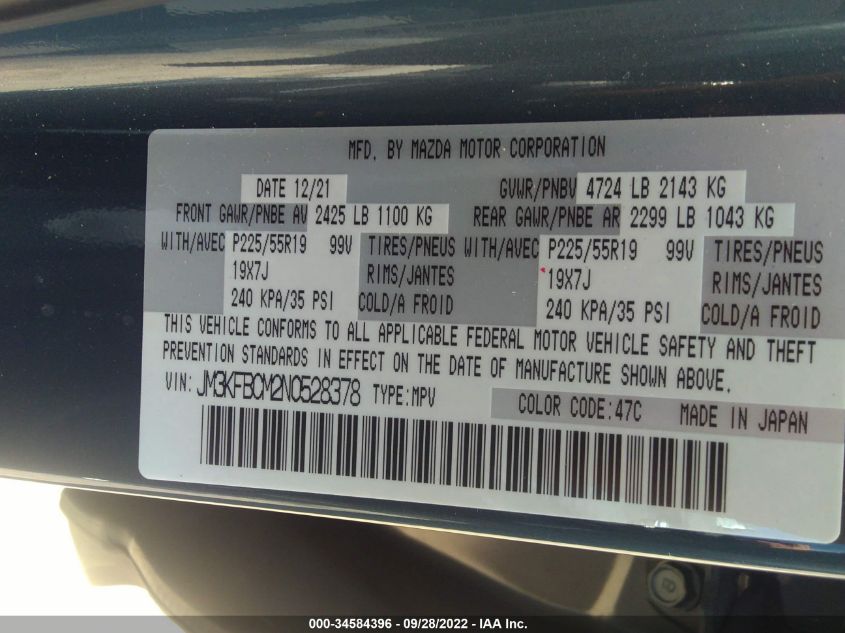 MFD. BY MAZDA MOTOR CORPORATION
DATE 12/21 GVWR/PNBV 4724 LB 2143 KG
FRONT GAWR/PNBE AV 2425 LB 1100 KG REAR GAWR/PNBE AR 2299 LB 1043 KG
WITH/AVEC P225/55R19 99V TIRES/PNEUS WITH/AVEC P225/55R19 99V TIRES/PNEUS
19X7J RIMS/JANTES 19X7J RIMS/JANTES
240 KPA/35 PSI COLD/A FROID 240 KPA/35 PSI COLD/A FROID
THIS VEHICLE CONFORMS TO ALL APPLICABLE FEDERAL MOTOR VEHICLE SAFETY AND THEFT
PREVENTION STANDARDS IN EFFECT ON THE DATE OF MANUFACTURE SHOWN ABOVE.
VIN: JM3KFBCM2N0528378 TYPE:MPV COLOR CODE:47C MADE IN JAPAN
000-34584396 - 09/28/2022 - IAA Inc.